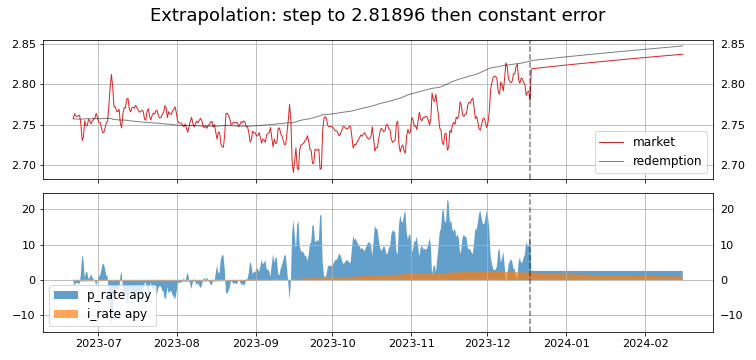 Extrapolation: step to 2.81896 then constant error
2.85 2.85
2.80 2.80
2.75 2.75
2.70 2.70
market
redemption
20 20
10 10
0 0
−10 −10
p_rate apy
i_rate apy
2023-07 2023-08 2023-09 2023-10 2023-11 2023-12 2024-01 2024-02